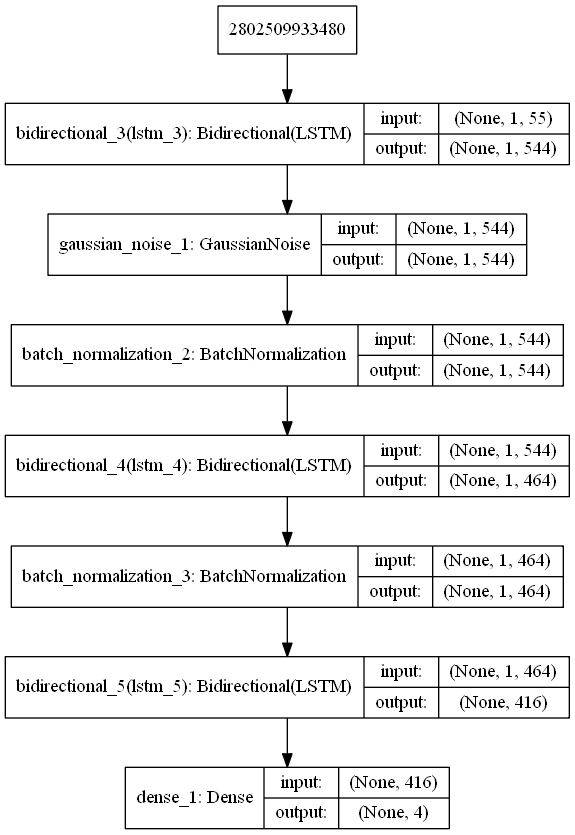 2802509933480
bidirectional_3(lstm_3): Bidirectional(LSTM)
input: (None, 1, 55)
output: (None, 1, 544)
gaussian_noise_1: GaussianNoise
input: (None, 1, 544)
output: (None, 1, 544)
batch_normalization_2: BatchNormalization
input: (None, 1, 544)
output: (None, 1, 544)
bidirectional_4(lstm_4): Bidirectional(LSTM)
input: (None, 1, 544)
output: (None, 1, 464)
batch_normalization_3: BatchNormalization
input: (None, 1, 464)
output: (None, 1, 464)
bidirectional_5(lstm_5): Bidirectional(LSTM)
input: (None, 1, 464)
output: (None, 416)
dense_1: Dense
input: (None, 416)
output: (None, 4)